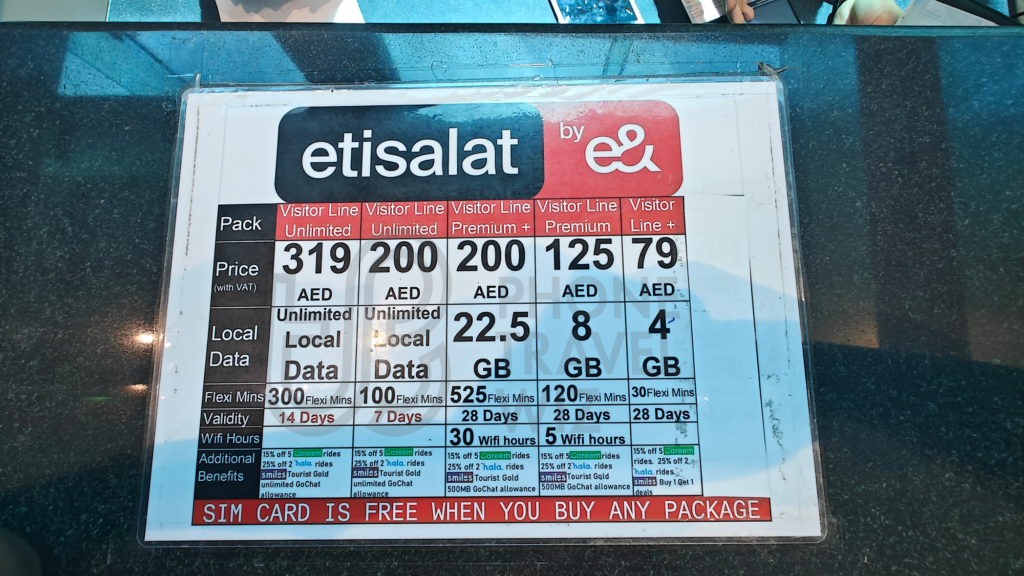 etisalat by e&
Pack
Visitor Line Unlimited
Visitor Line Unlimited
Visitor Line Premium +
Visitor Line Premium
Visitor Line +
Price (with VAT)
319 AED
200 AED
200 AED
125 AED
79 AED
Local Data
Unlimited Local Data
Unlimited Local Data
22.5 GB
8 GB
4 GB
Flexi Mins
300 Flexi Mins
100 Flexi Mins
525 Flexi Mins
120 Flexi Mins
30 Flexi Mins
Validity
14 Days
7 Days
28 Days
28 Days
28 Days
Wifi Hours
30 Wifi hours
5 Wifi hours
Additional Benefits
15% off 5 Careem rides
25% off 2 hala. rides
smiles Tourist Gold
unlimited GoChat
allowance
15% off 5 Careem rides
25% off 2 hala. rides
smiles Tourist Gold
unlimited GoChat
allowance
15% off 5 Careem rides
25% off 2 hala. rides
smiles Tourist Gold
500MB GoChat allowance
15% off 5 Careem rides
25% off 2 hala. rides
smiles Tourist Gold
500MB GoChat allowance
15% off 5 Careem
rides. 25% off 2
hala. rides.
smiles Buy 1 Get 1
deals
SIM CARD IS FREE WHEN YOU BUY ANY PACKAGE
PHONE
TRAVEL
WIZ